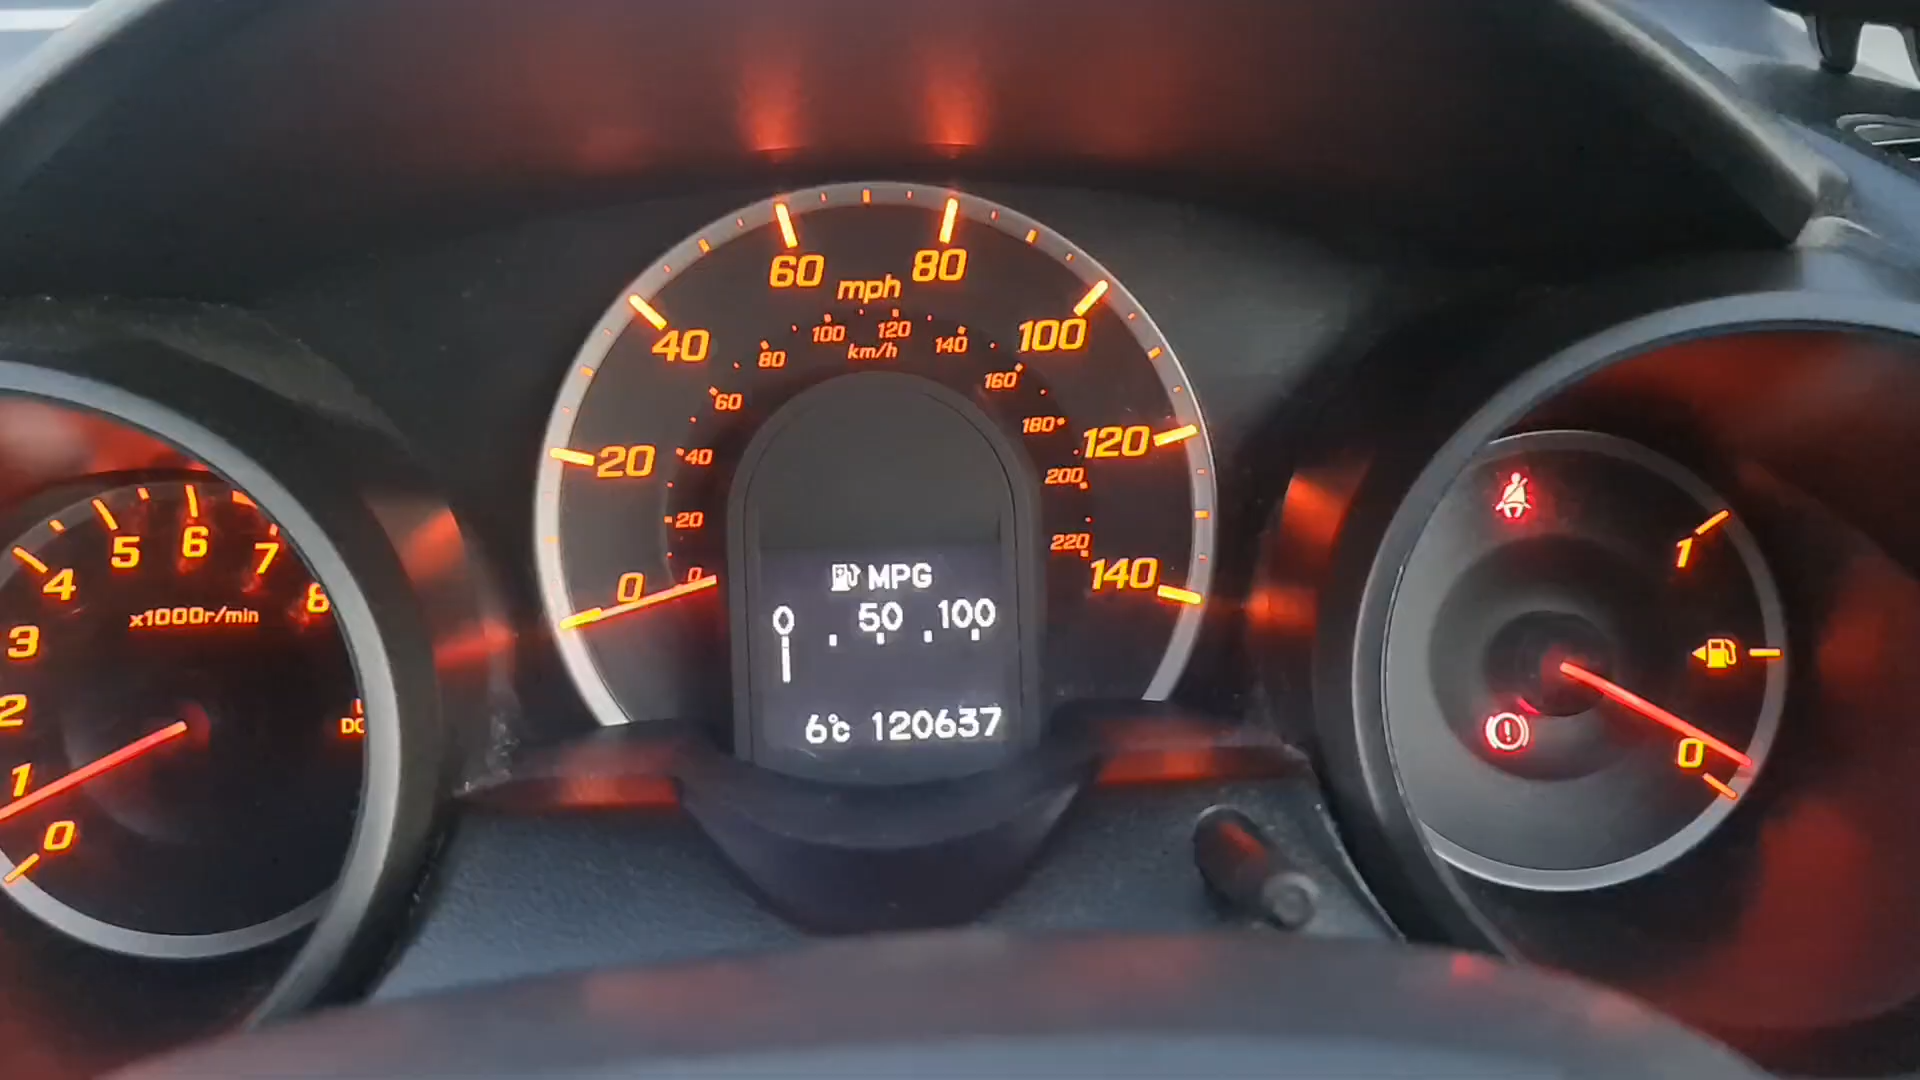 0 20 40 60 80 100 120 140
mph
0 20 40 60 80 100 120 140 160 180 200 220
km/h
MPG
0 50 100
6°c 120637
0 1 2 3 4 5 6 7 8
x1000r/min
1
0